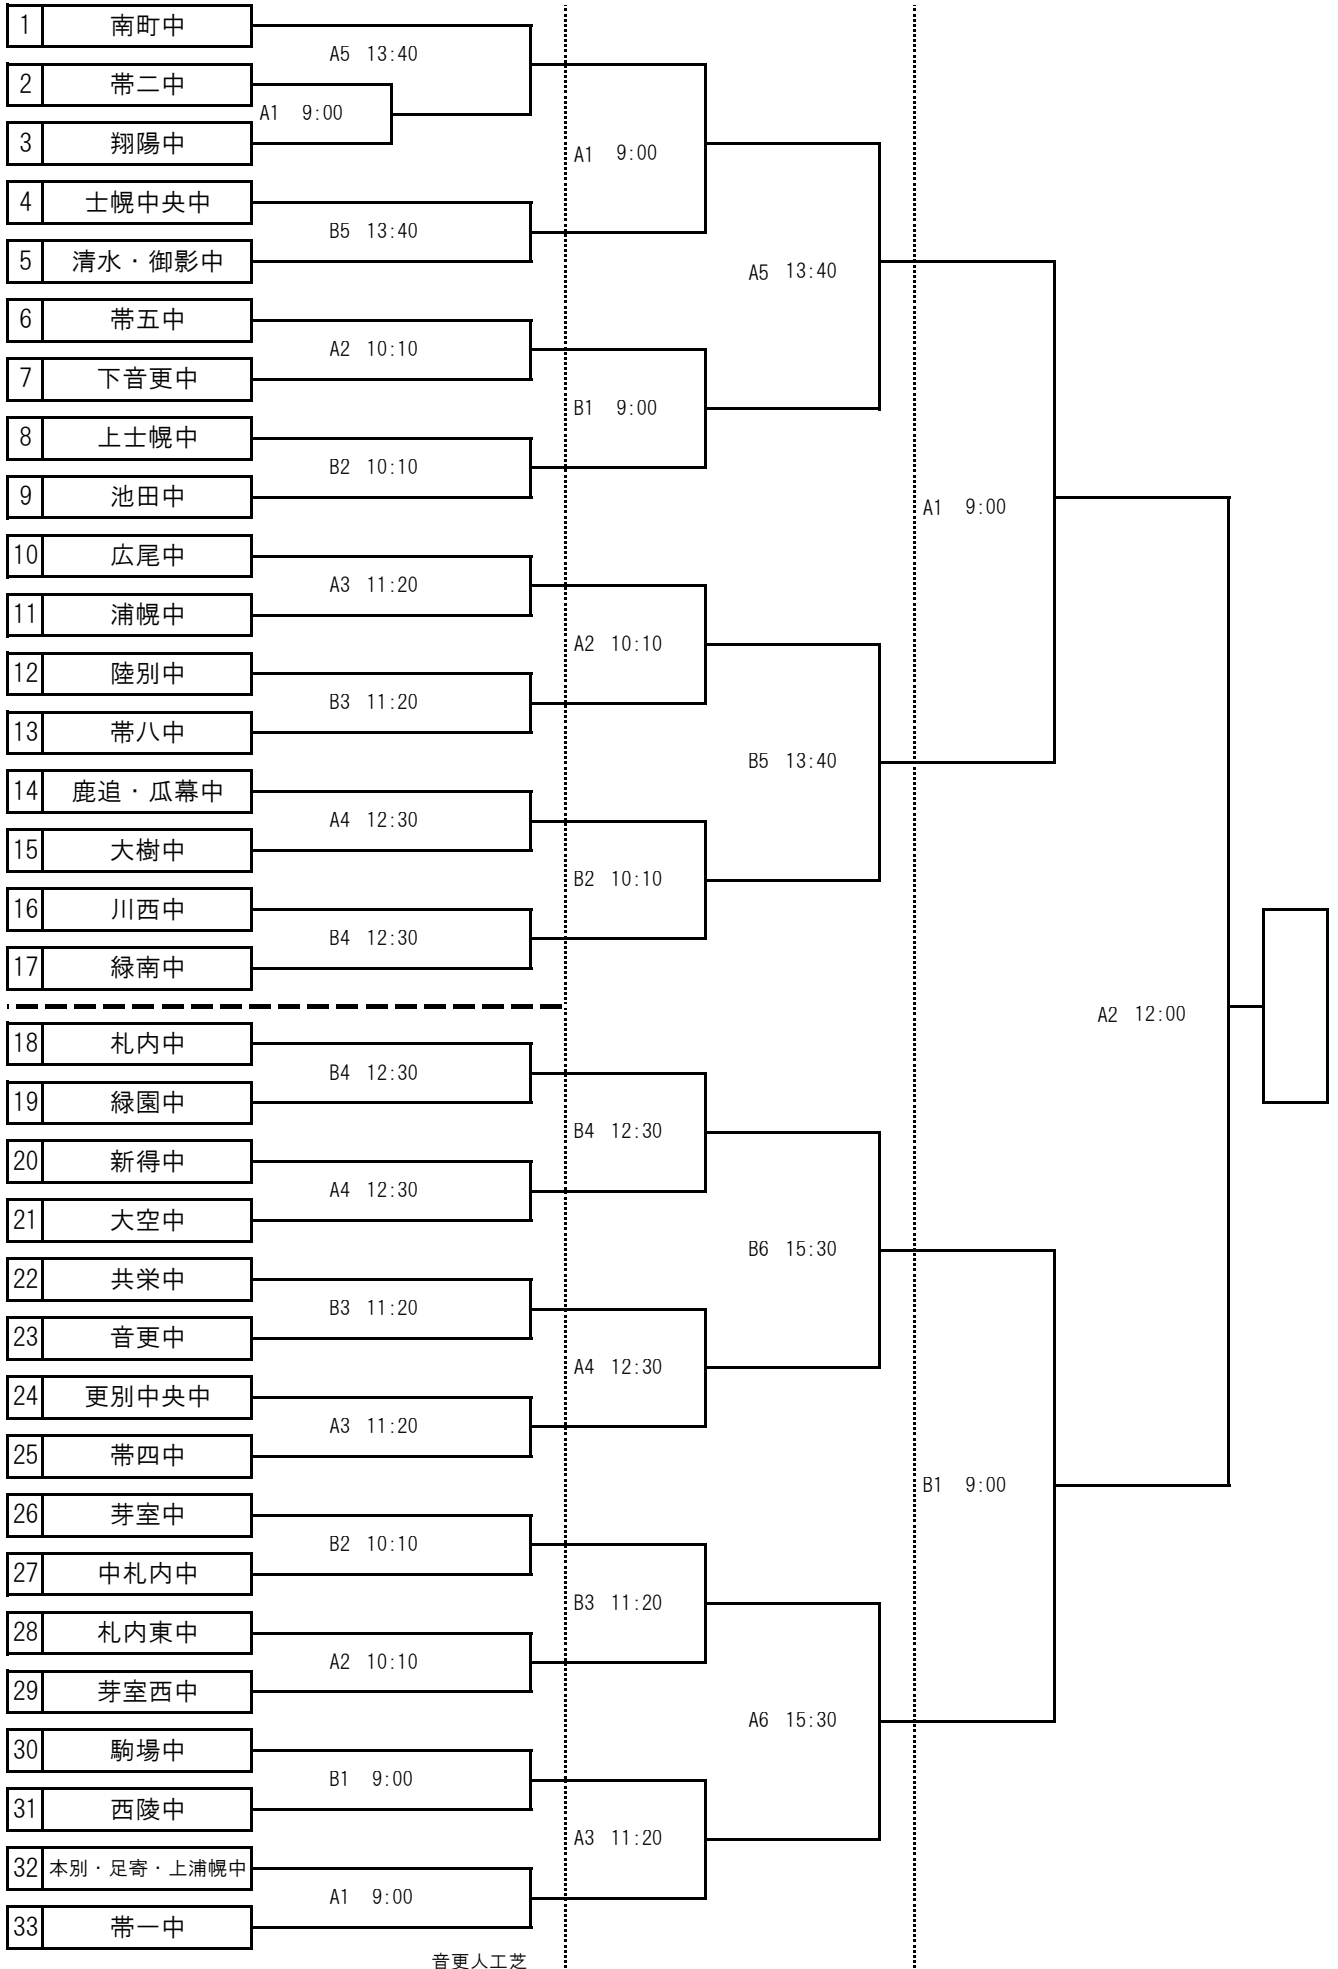 1 南町中
A5 13:40
2 帯二中
A1 9:00
3 翔陽中
A1 9:00
4 士幌中央中
B5 13:40
5 清水・御影中
A5 13:40
6 帯五中
A2 10:10
7 下音更中
B1 9:00
8 上士幌中
B2 10:10
9 池田中
A1 9:00
10 広尾中
A3 11:20
11 浦幌中
A2 10:10
12 陸別中
B3 11:20
13 帯八中
B5 13:40
14 鹿追・瓜幕中
A4 12:30
15 大樹中
B2 10:10
16 川西中
B4 12:30
17 緑南中
A2 12:00
18 札内中
B4 12:30
19 緑園中
B4 12:30
20 新得中
A4 12:30
21 大空中
B6 15:30
22 共栄中
B3 11:20
23 音更中
A4 12:30
24 更別中央中
A3 11:20
25 帯四中
B1 9:00
26 芽室中
B2 10:10
27 中札内中
B3 11:20
28 札内東中
A2 10:10
29 芽室西中
A6 15:30
30 駒場中
B1 9:00
31 西陵中
A3 11:20
32 本別・足寄・上浦幌中
A1 9:00
33 帯一中
音更人工芝